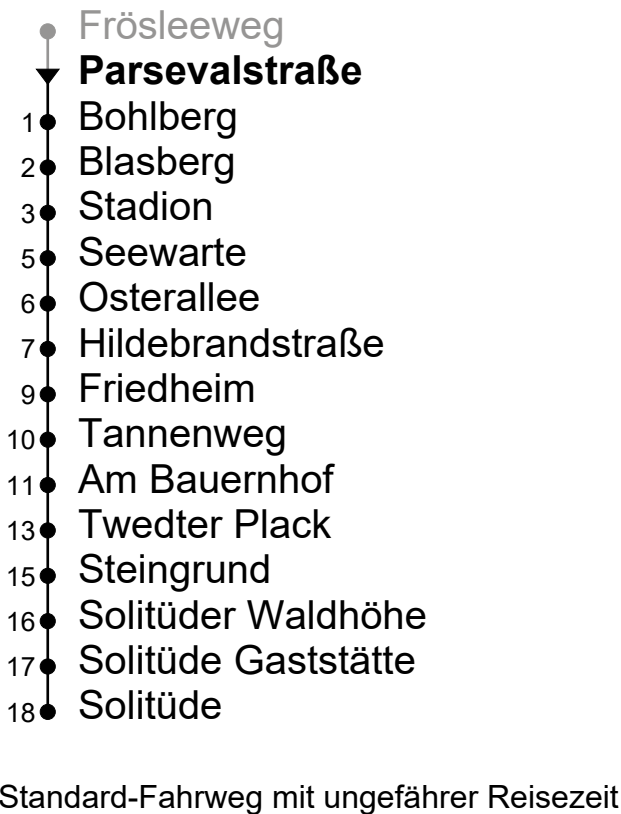 Frösleeweg
Parsevalstraße
1 Bohlberg
2 Blasberg
3 Stadion
5 Seewarte
6 Osterallee
7 Hildebrandstraße
9 Friedheim
10 Tannenweg
11 Am Bauernhof
13 Twedter Plack
15 Steingrund
16 Solitüder Waldhöhe
17 Solitüde Gaststätte
18 Solitüde
Standard-Fahrweg mit ungefährer Reisezeit